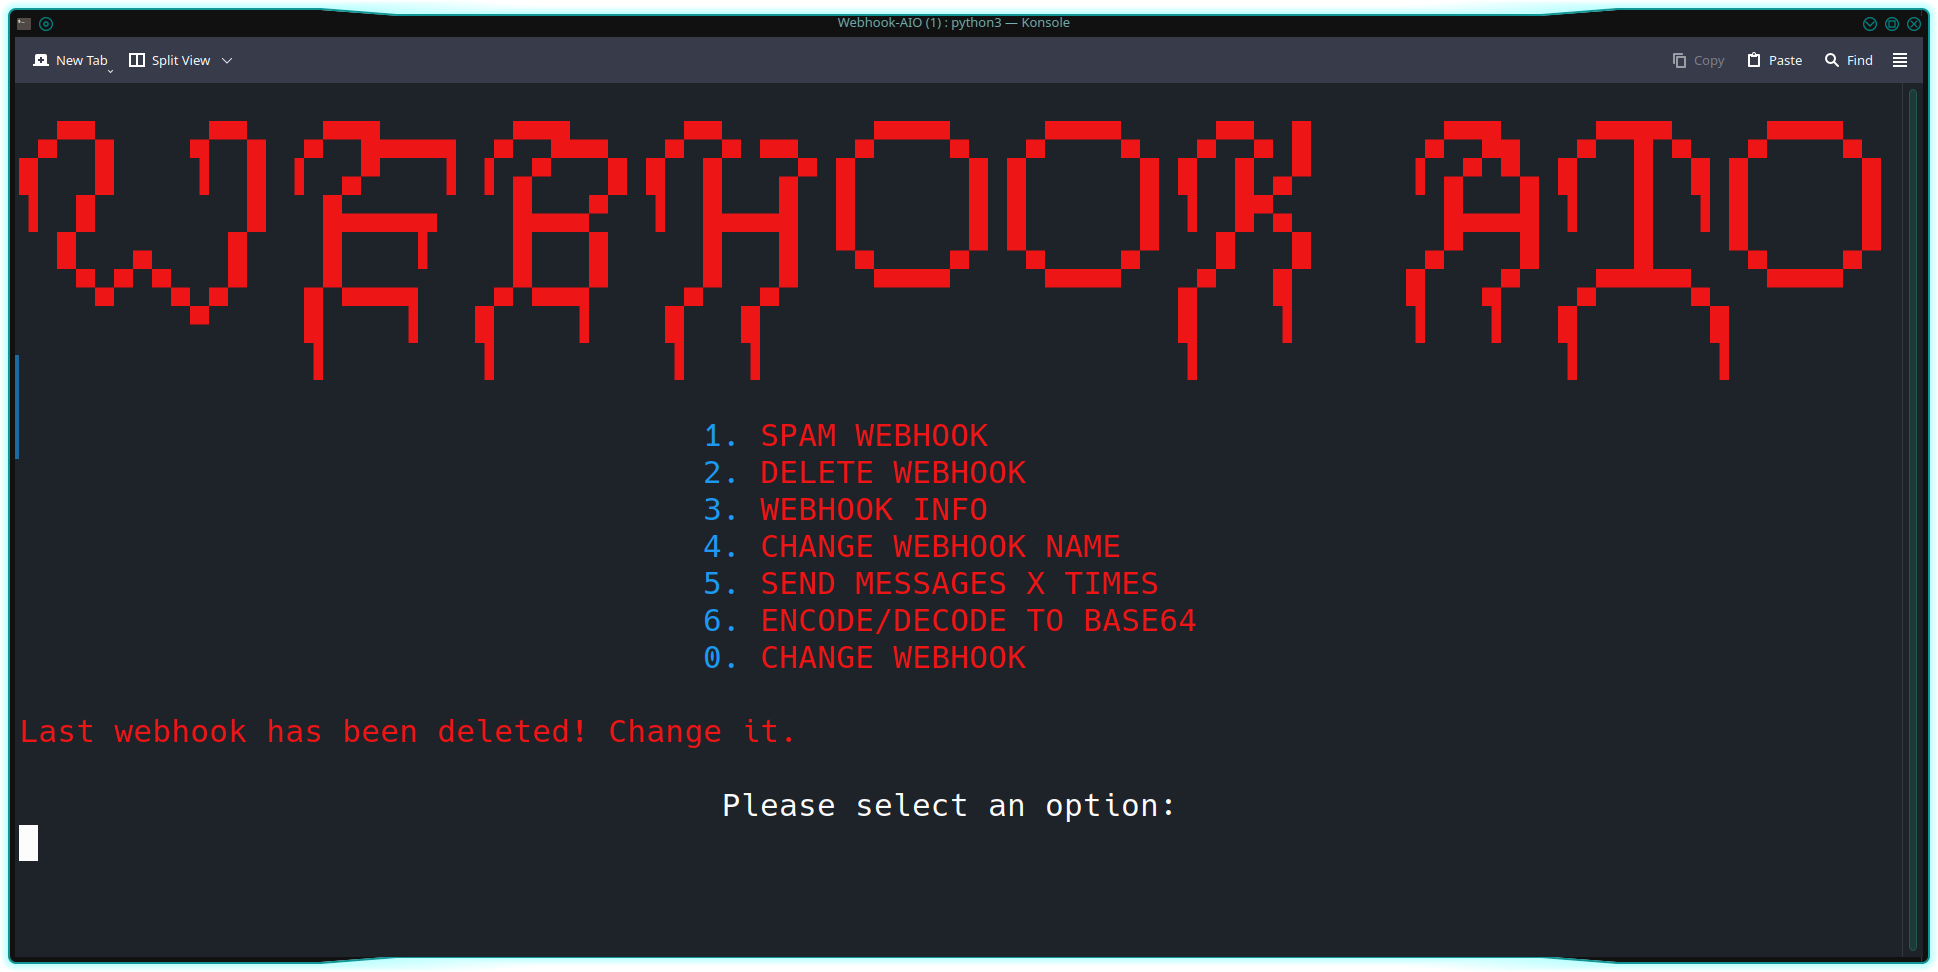 Webhook-AIO (1) : python3 — Konsole
New Tab Split View Copy Paste Find
WEBHOOK AIO
1. SPAM WEBHOOK
2. DELETE WEBHOOK
3. WEBHOOK INFO
4. CHANGE WEBHOOK NAME
5. SEND MESSAGES X TIMES
6. ENCODE/DECODE TO BASE64
0. CHANGE WEBHOOK
Last webhook has been deleted! Change it.
Please select an option: